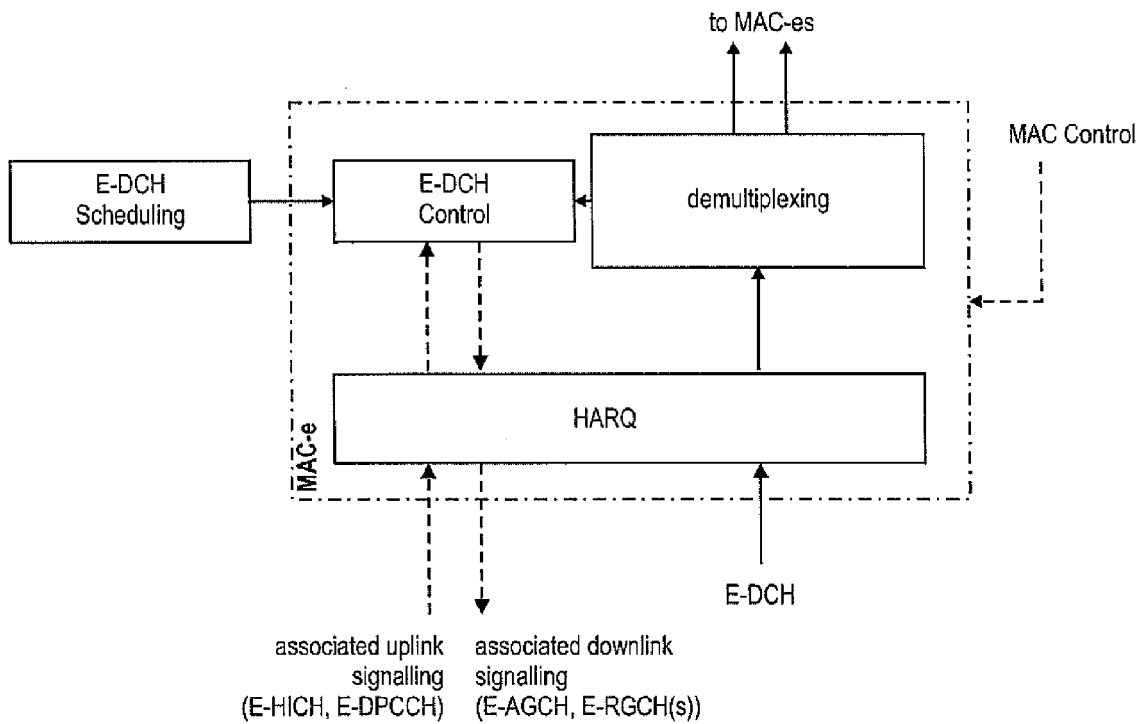 to MAC-es
MAC Control
E-DCH
Scheduling
E-DCH
Control
demultiplexing
HARQ
MAC-e
E-DCH
associated uplink
signalling
(E-HICH, E-DPCCH)
associated downlink
signalling
(E-AGCH, E-RGCH(s))